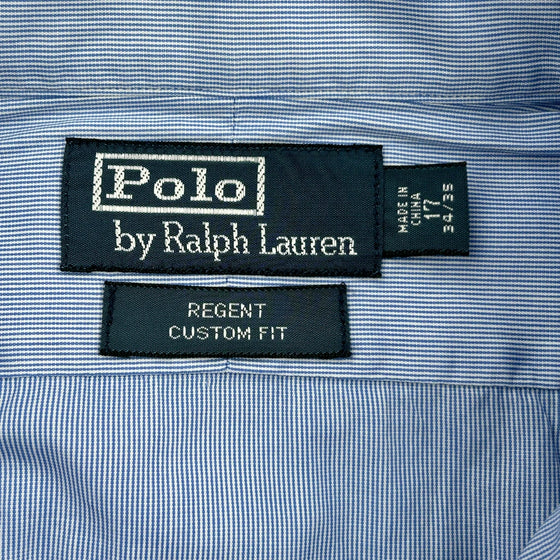 Polo
by Ralph Lauren
MADE IN
CHINA
17
34/35
REGENT
CUSTOM FIT